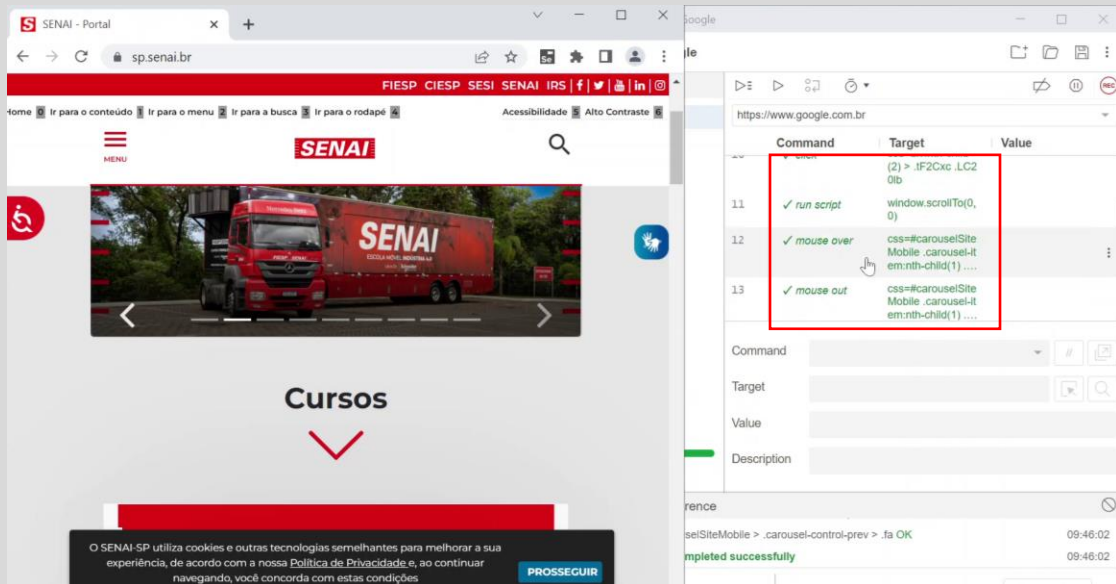 SENAI - Portal
sp.senai.br
FIESP CIESP SESI SENAI IRS
Home 0 Ir para o conteúdo 1 Ir para o menu 2 Ir para a busca 3 Ir para o rodapé 4 Acessibilidade 5 Alto Contraste 6
MENU
SENAI
SENAI
ESCOLA MÓVEL
Cursos
O SENAI-SP utiliza cookies e outras tecnologias semelhantes para melhorar a sua
experiência, de acordo com a nossa Política de Privacidade e, ao continuar
navegando, você concorda com estas condições
PROSSEGUIR
Google
REC
https://www.google.com.br
Command Target Value
(2) > .tF2Cxc .LC2
0lb
11 ✓ run script window.scrollTo(0,
0)
12 ✓ mouse over css=#carouselSite
Mobile .carousel-it
em:nth-child(1) ....
13 ✓ mouse out css=#carouselSite
Mobile .carousel-it
em:nth-child(1) ....
Command
//
Target
Value
Description
rence
selSiteMobile > .carousel-control-prev > .fa OK 09:46:02
mpleted successfully 09:46:02